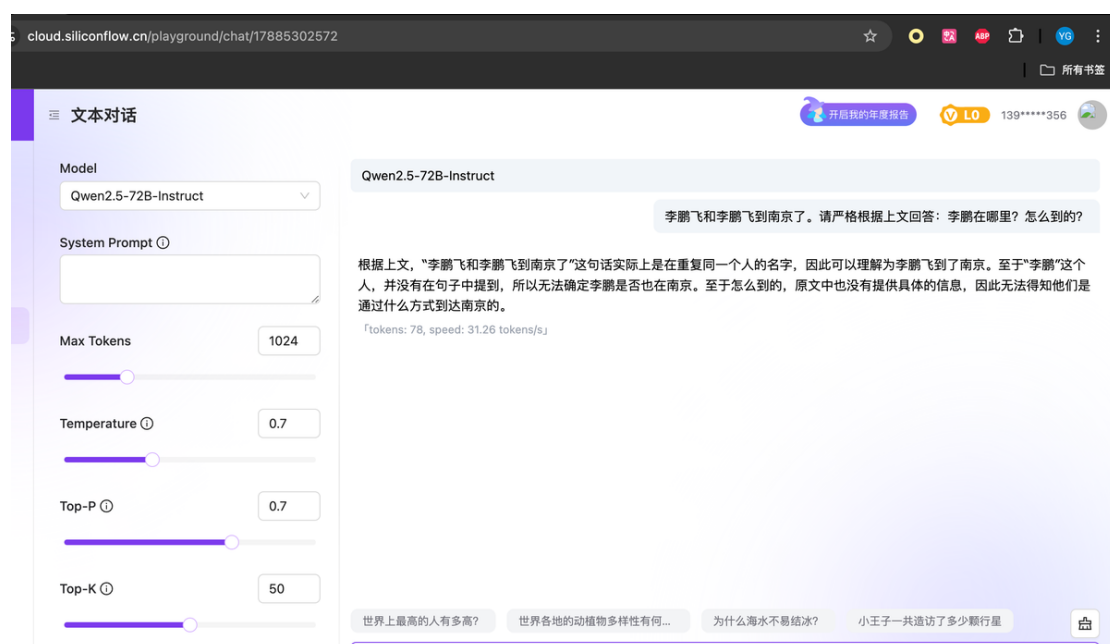 cloud.siliconflow.cn/playground/chat/17885302572
所有书签
文本对话
开启我的年度报告
L0
139*****356
YG
ABP
Model
Qwen2.5-72B-Instruct
System Prompt
Max Tokens
1024
Temperature
0.7
Top-P
0.7
Top-K
50
Qwen2.5-72B-Instruct
李鹏飞和李鹏飞到南京了。请严格根据上文回答：李鹏在哪里？怎么到的？
根据上文，“李鹏飞和李鹏飞到南京了”这句话实际上是在重复同一个人的名字，因此可以理解为李鹏飞到了南京。至于“李鹏”这个
人，并没有在句子中提到，所以无法确定李鹏是否也在南京。至于怎么到的，原文中也没有提供具体的信息，因此无法得知他们是
通过什么方式到达南京的。
「tokens: 78, speed: 31.26 tokens/s」
世界上最高的人有多高？
世界各地的动植物多样性有何...
为什么海水不易结冰？
小王子一共造访了多少颗行星